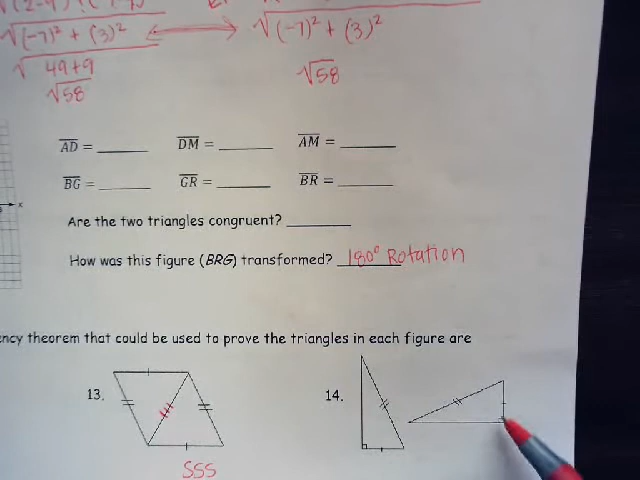 √(-7)² + (3)² ⟷ √(-7)² + (3)²
√49+9
√58 √58
AD = ______ DM = ______ AM = ______
BG = ______ GR = ______ BR = ______
Are the two triangles congruent? ______
How was this figure (BRG) transformed? 180° Rotation
ency theorem that could be used to prove the triangles in each figure are
13. 14.
SSS